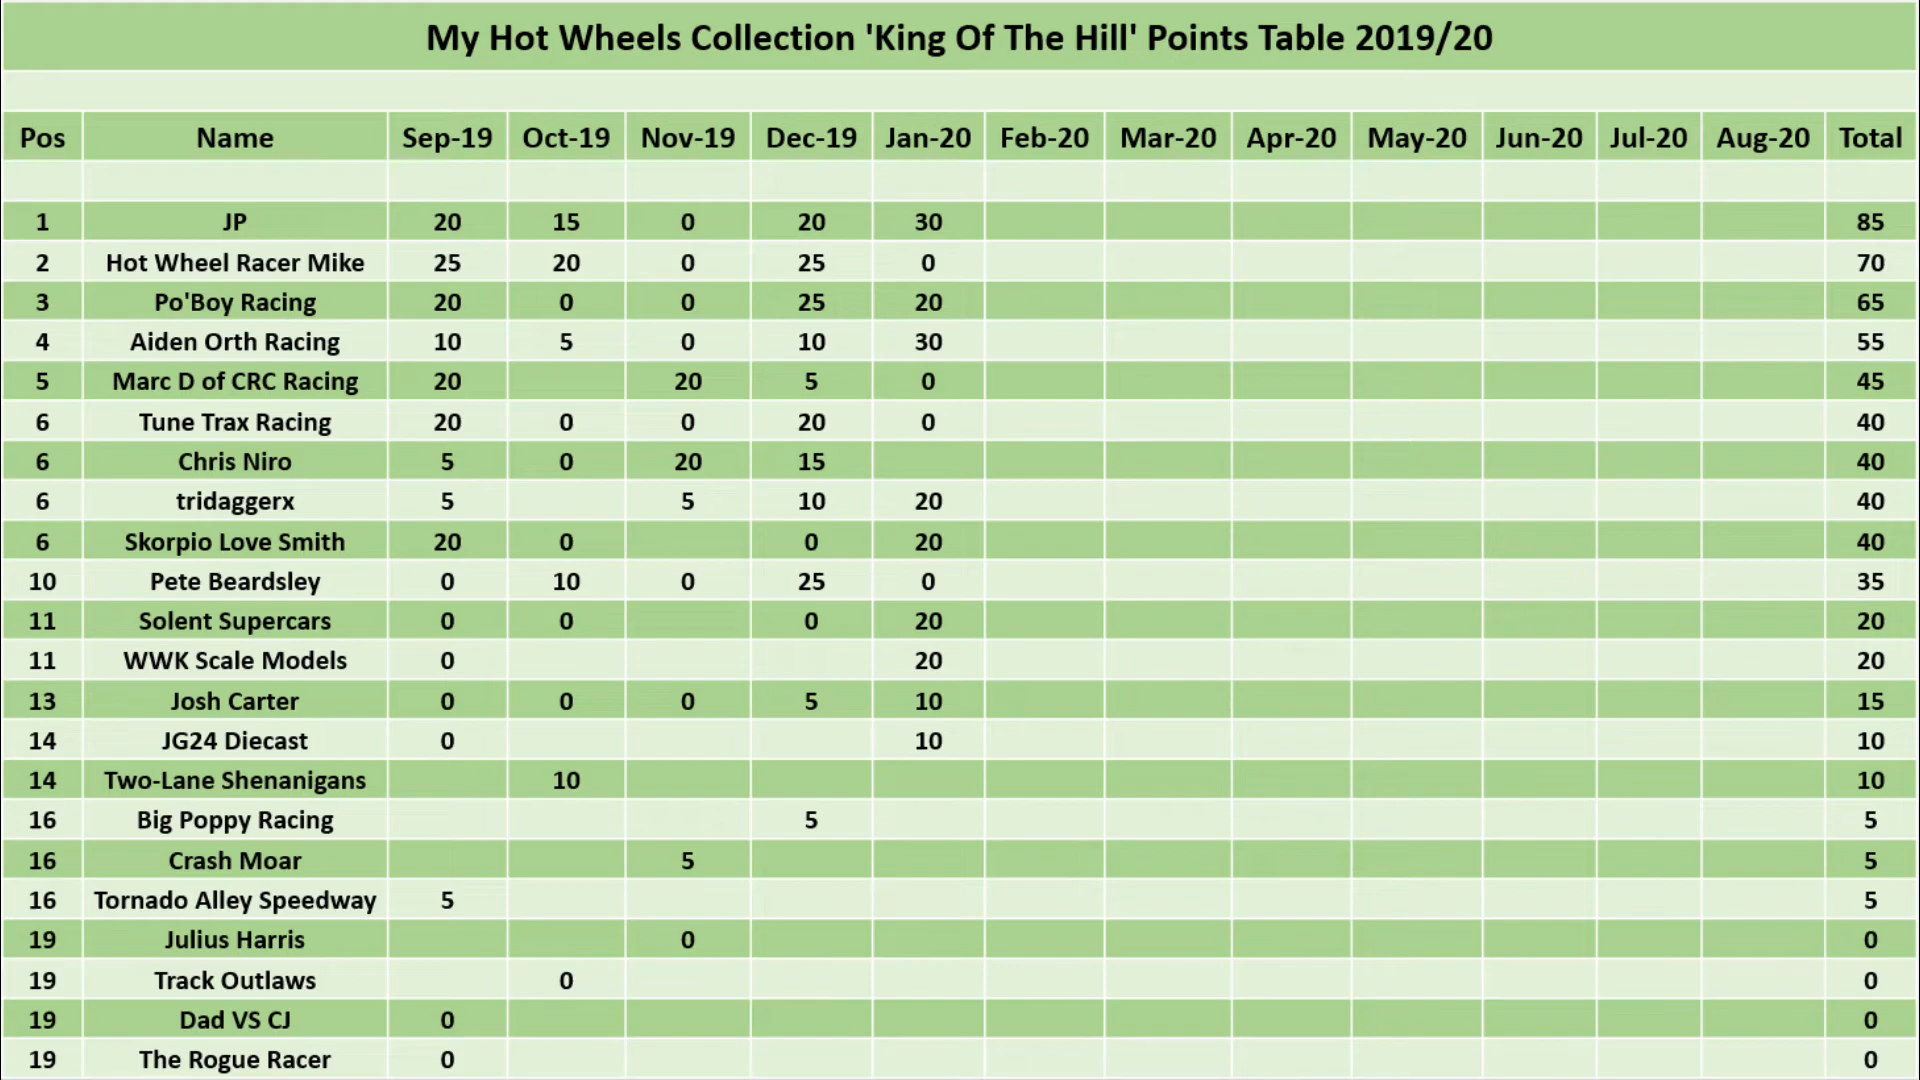 My Hot Wheels Collection 'King Of The Hill' Points Table 2019/20
Pos Name Sep-19 Oct-19 Nov-19 Dec-19 Jan-20 Feb-20 Mar-20 Apr-20 May-20 Jun-20 Jul-20 Aug-20 Total
1 JP 20 15 0 20 30 85
2 Hot Wheel Racer Mike 25 20 0 25 0 70
3 Po'Boy Racing 20 0 0 25 20 65
4 Aiden Orth Racing 10 5 0 10 30 55
5 Marc D of CRC Racing 20 20 5 0 45
6 Tune Trax Racing 20 0 0 20 0 40
6 Chris Niro 5 0 20 15 40
6 tridaggerx 5 5 10 20 40
6 Skorpio Love Smith 20 0 0 20 40
10 Pete Beardsley 0 10 0 25 0 35
11 Solent Supercars 0 0 0 20 20
11 WWK Scale Models 0 20 20
13 Josh Carter 0 0 0 5 10 15
14 JG24 Diecast 0 10 10
14 Two-Lane Shenanigans 10 10
16 Big Poppy Racing 5 5
16 Crash Moar 5 5
16 Tornado Alley Speedway 5 5
19 Julius Harris 0 0
19 Track Outlaws 0 0
19 Dad VS CJ 0 0
19 The Rogue Racer 0 0